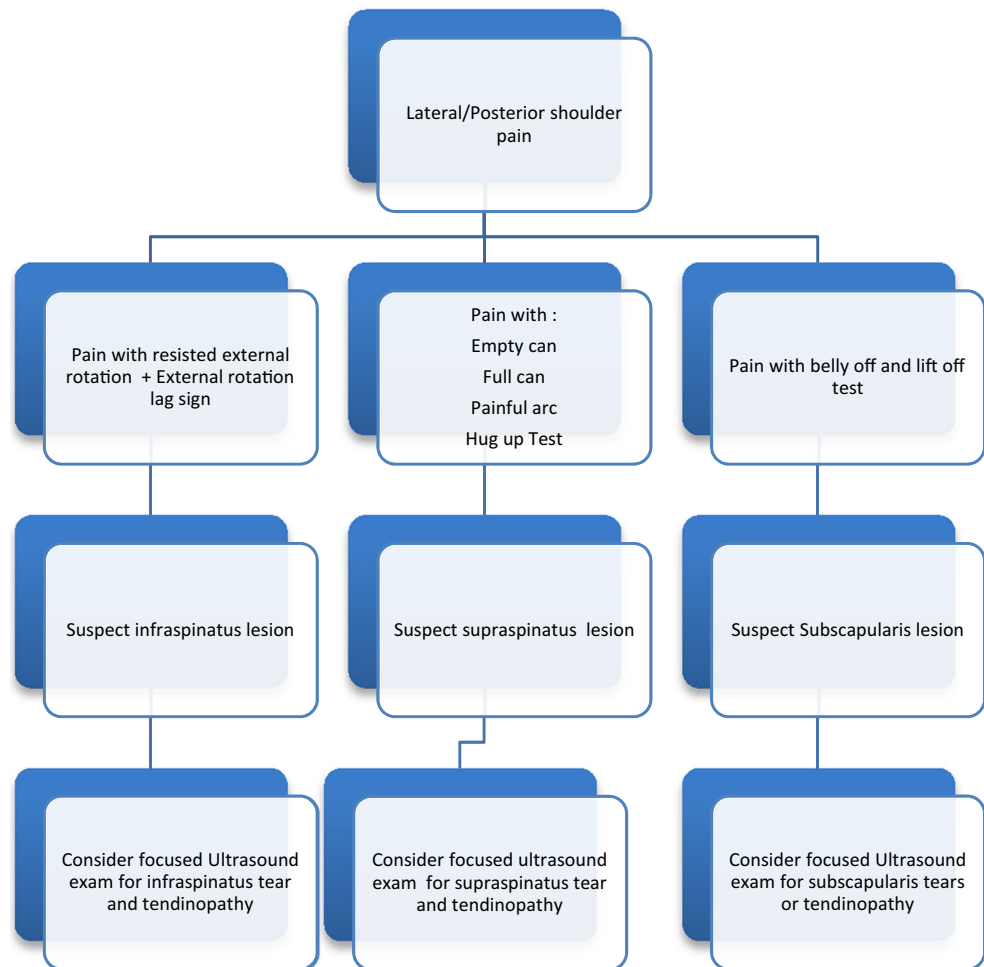 Lateral/Posterior shoulder
pain
Pain with resisted external
rotation + External rotation
lag sign
Pain with :
Empty can
Full can
Painful arc
Hug up Test
Pain with belly off and lift off
test
Suspect infraspinatus lesion
Suspect supraspinatus lesion
Suspect Subscapularis lesion
Consider focused Ultrasound
exam for infraspinatus tear
and tendinopathy
Consider focused ultrasound
exam for supraspinatus tear
and tendinopathy
Consider focused Ultrasound
exam for subscapularis tears
or tendinopathy